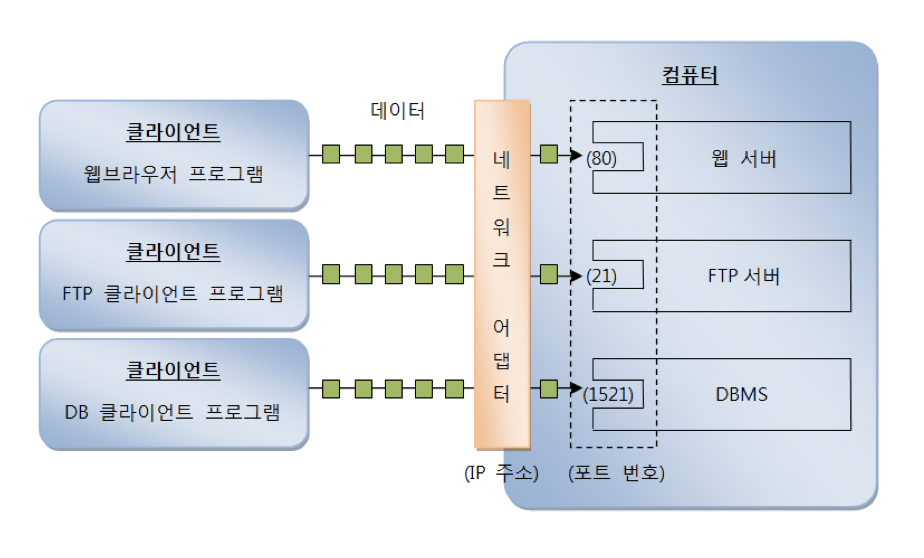 컴퓨터
데이터
클라이언트
웹브라우저 프로그램
네트워크 어댑터
(80)
웹 서버
클라이언트
FTP 클라이언트 프로그램
(21)
FTP 서버
클라이언트
DB 클라이언트 프로그램
(1521)
DBMS
(IP 주소)
(포트 번호)